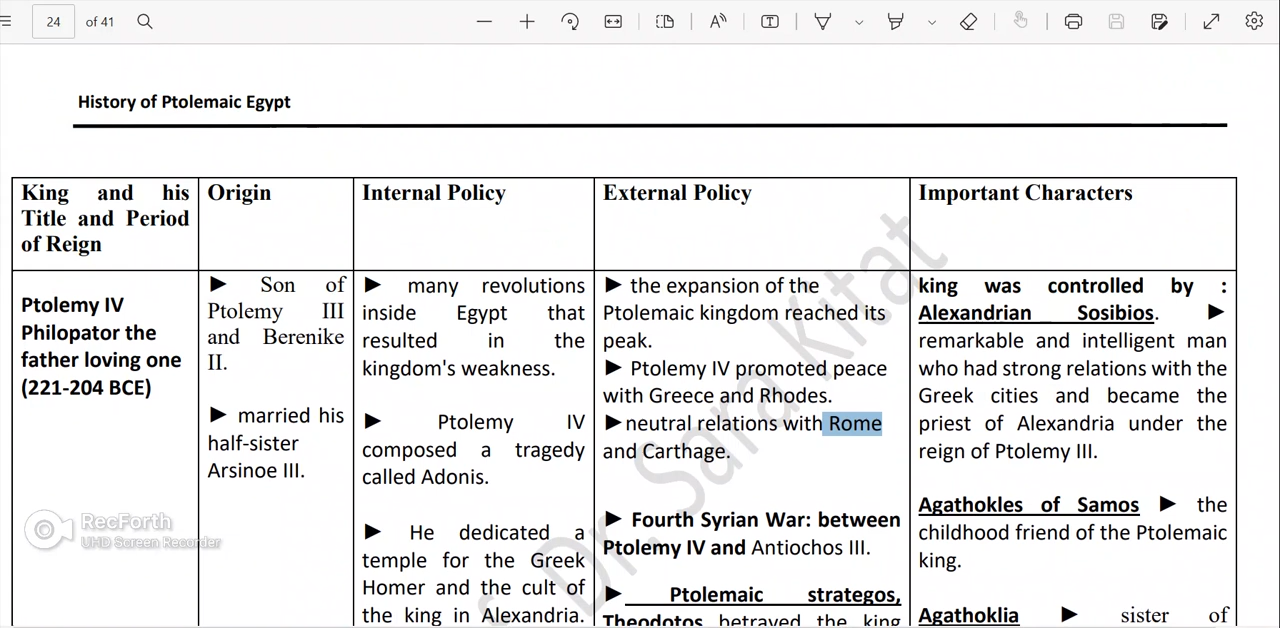 24 of 41
History of Ptolemaic Egypt
King and his
Title and Period
of Reign
Origin
Internal Policy
External Policy
Important Characters
Ptolemy IV
Philopator the
father loving one
(221-204 BCE)
► Son of
Ptolemy III
and Berenike
II.
► married his
half-sister
Arsinoe III.
► many revolutions
inside Egypt that
resulted in the
kingdom's weakness.
► Ptolemy IV
composed a tragedy
called Adonis.
► He dedicated a
temple for the Greek
Homer and the cult of
the king in Alexandria.
► the expansion of the
Ptolemaic kingdom reached its
peak.
► Ptolemy IV promoted peace
with Greece and Rhodes.
►neutral relations with Rome
and Carthage.
► Fourth Syrian War: between
Ptolemy IV and Antiochos III.
► Ptolemaic strategos,
Theodotos betrayed the king
king was controlled by :
Alexandrian Sosibios. ►
remarkable and intelligent man
who had strong relations with the
Greek cities and became the
priest of Alexandria under the
reign of Ptolemy III.
Agathokles of Samos ► the
childhood friend of the Ptolemaic
king.
Agathoklia ► sister of
Dr. Sara Kitat
RecForth
UHD Screen Recorder